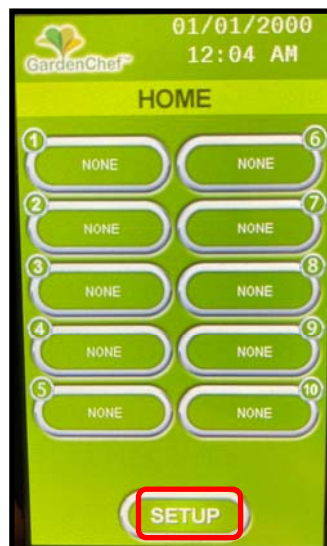 01/01/2000
12:04 AM
GardenChef™
HOME
1 NONE
6 NONE
2 NONE
7 NONE
3 NONE
8 NONE
4 NONE
9 NONE
5 NONE
10 NONE
SETUP